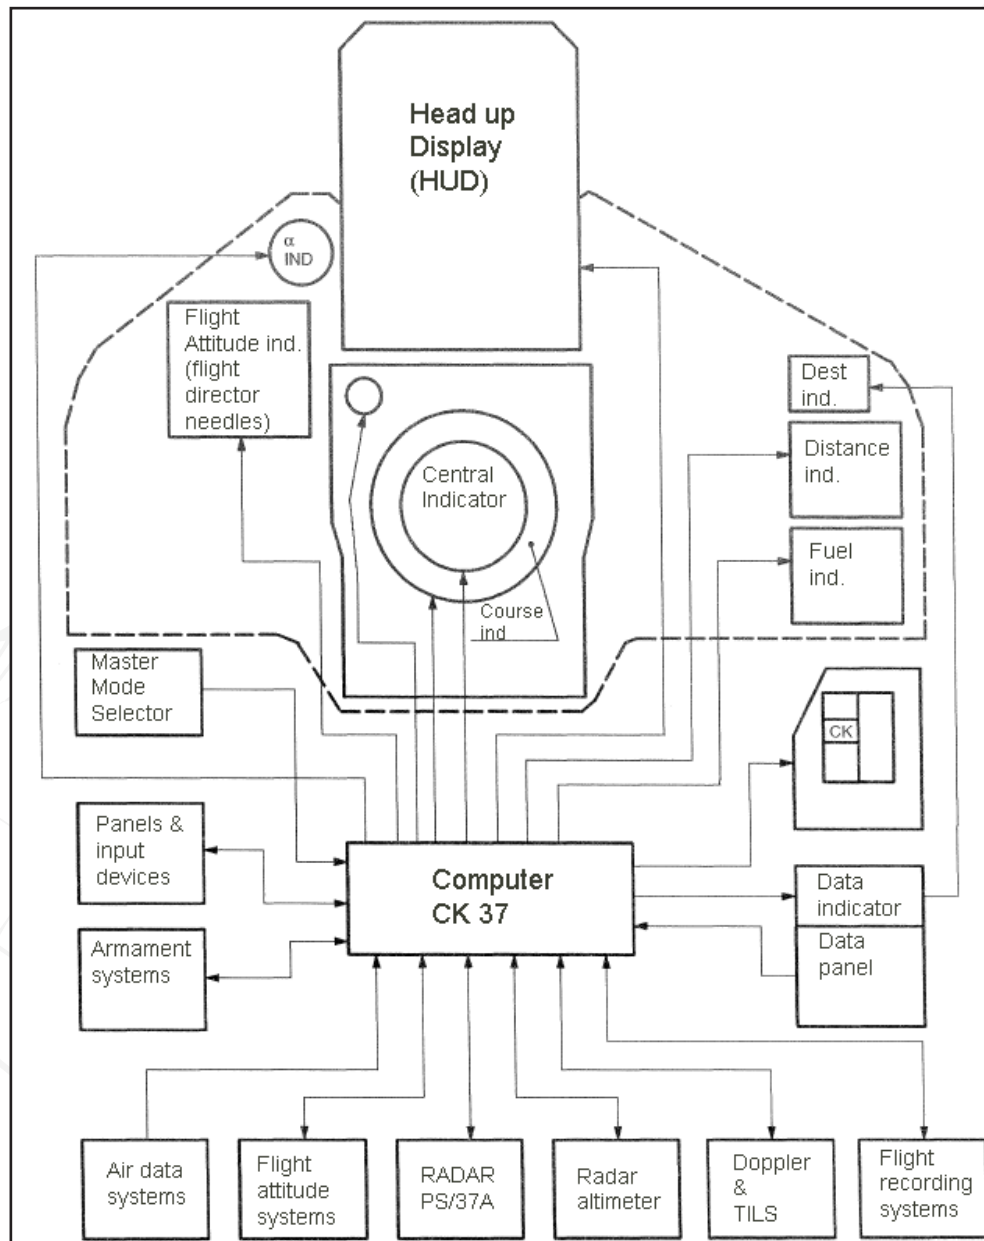 Head up
Display
(HUD)
α
IND
Flight
Attitude ind.
(flight
director
needles)
Dest
ind.
Central
Indicator
Distance
ind.
Fuel
ind.
Course
ind
Master
Mode
Selector
CK
Panels &
input
devices
Computer
CK 37
Data
indicator
Data
panel
Armament
systems
Air data
systems
Flight
attitude
systems
RADAR
PS/37A
Radar
altimeter
Doppler
&
TILS
Flight
recording
systems